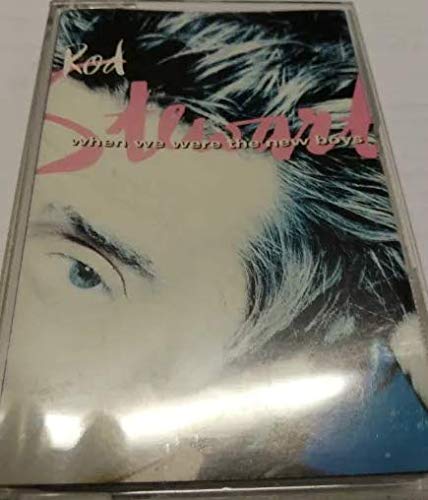 Rod
Stewart
when we were the new boys